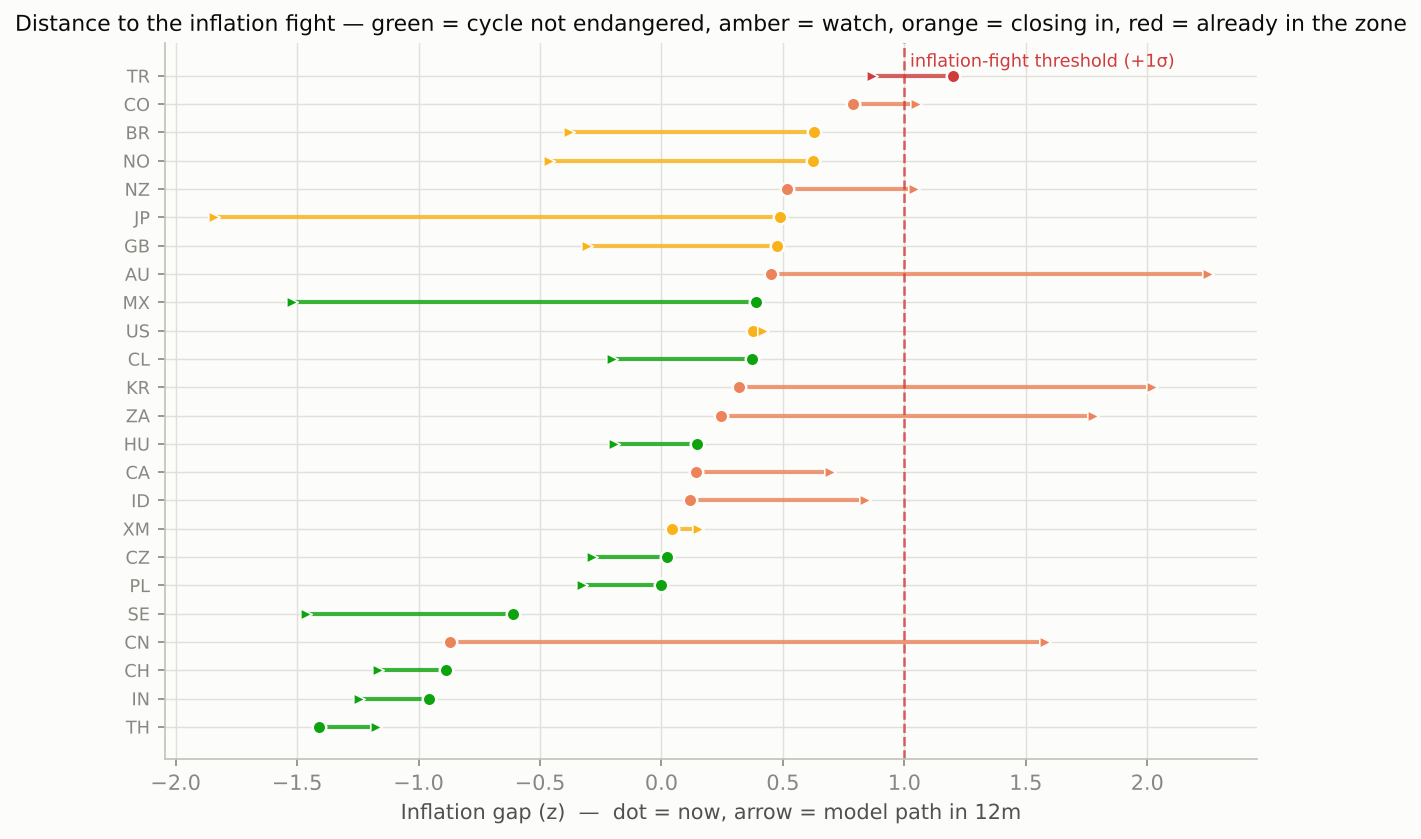 Distance to the inflation fight — green = cycle not endangered, amber = watch, orange = closing in, red = already in the zone
inflation-fight threshold (+1σ)
TR
CO
BR
NO
NZ
JP
GB
AU
MX
US
CL
KR
ZA
HU
CA
ID
XM
CZ
PL
SE
CN
CH
IN
TH
−2.0 −1.5 −1.0 −0.5 0.0 0.5 1.0 1.5 2.0
Inflation gap (z) — dot = now, arrow = model path in 12m